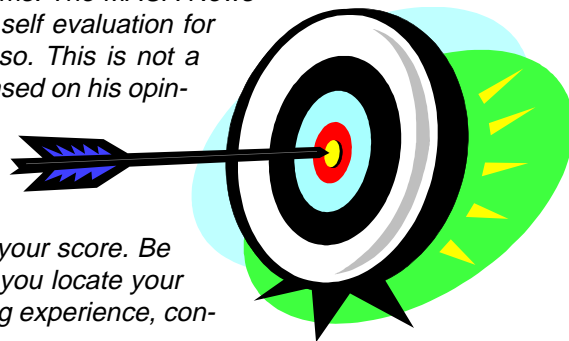 self evaluation for
so. This is not a
ased on his opin-
your score. Be
you locate your
g experience, con-